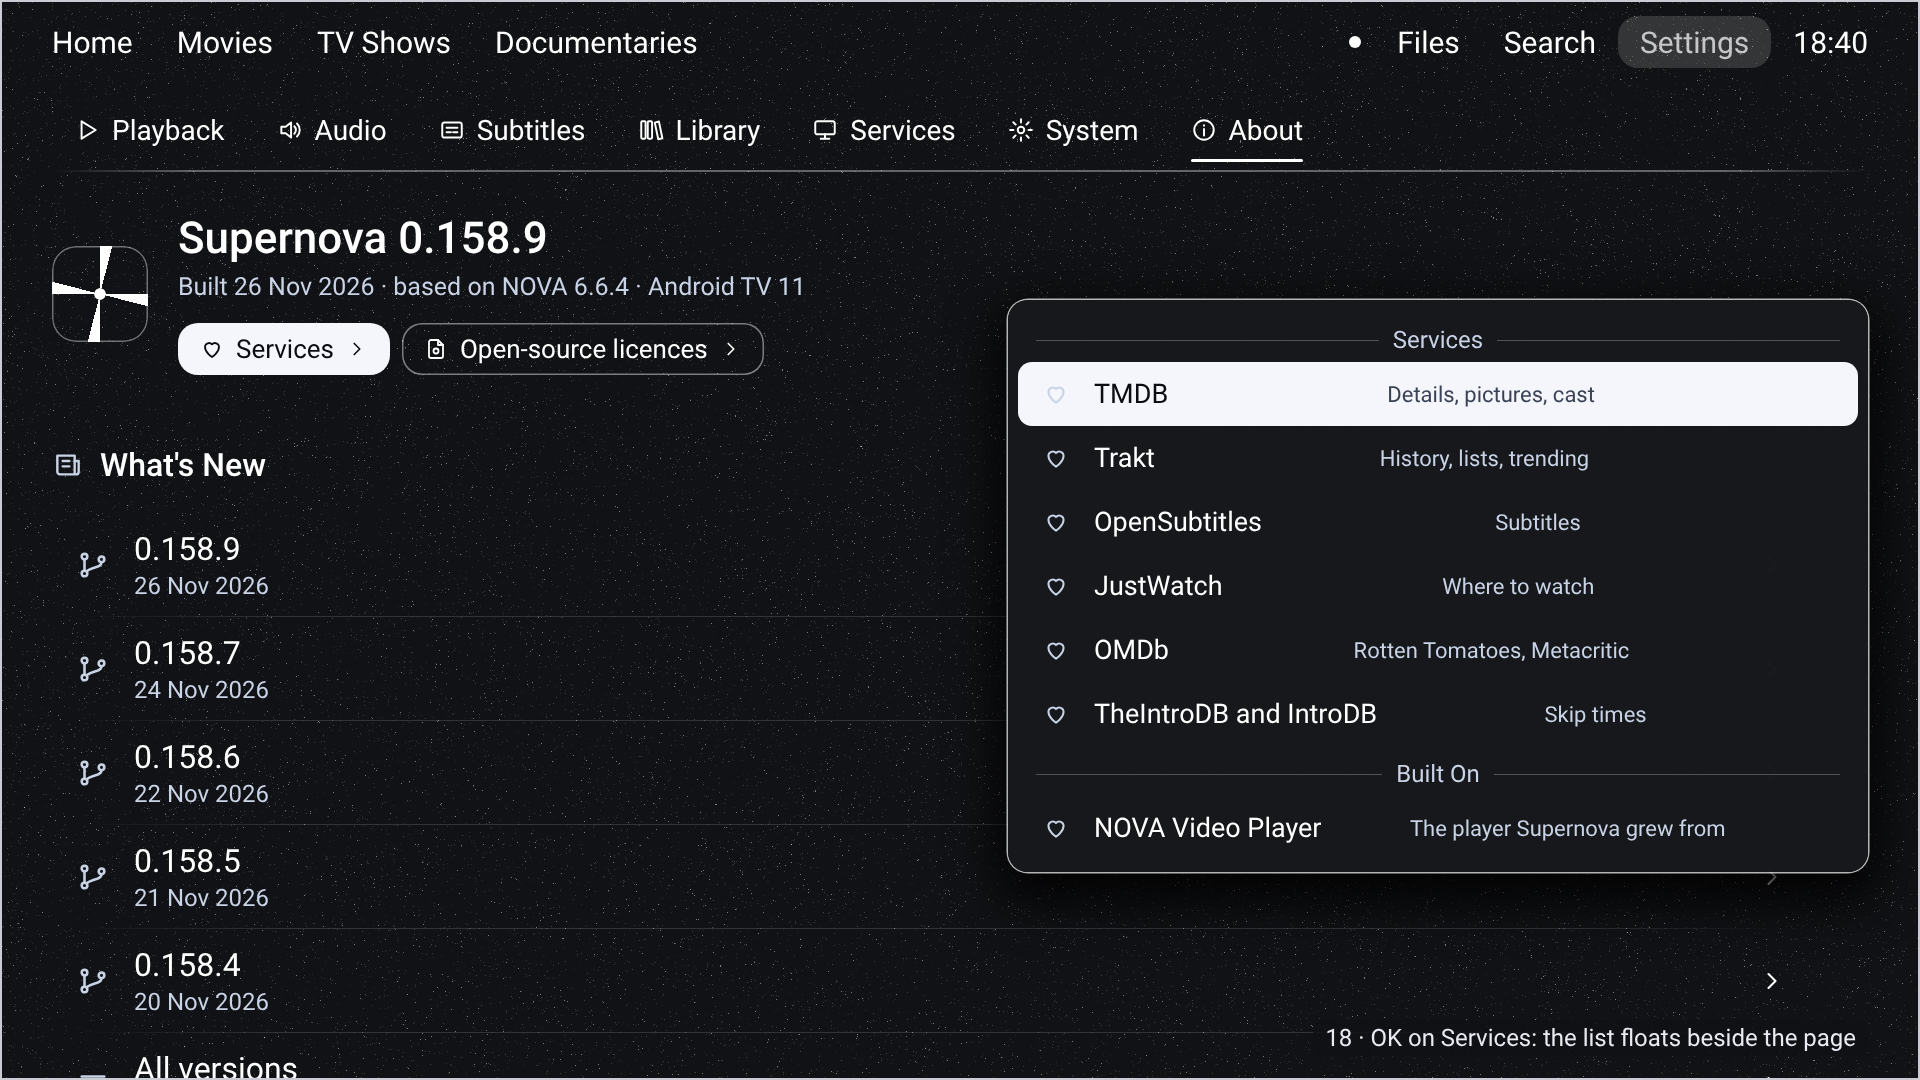 Home Movies TV Shows Documentaries Files Search Settings 18:40
Playback Audio Subtitles Library Services System About
Supernova 0.158.9
Built 26 Nov 2026 · based on NOVA 6.6.4 · Android TV 11
Services Open-source licences
What's New
0.158.9
26 Nov 2026
0.158.7
24 Nov 2026
0.158.6
22 Nov 2026
0.158.5
21 Nov 2026
0.158.4
20 Nov 2026
All versions
Services
TMDB Details, pictures, cast
Trakt History, lists, trending
OpenSubtitles Subtitles
JustWatch Where to watch
OMDb Rotten Tomatoes, Metacritic
TheIntroDB and IntroDB Skip times
Built On
NOVA Video Player The player Supernova grew from
18 · OK on Services: the list floats beside the page